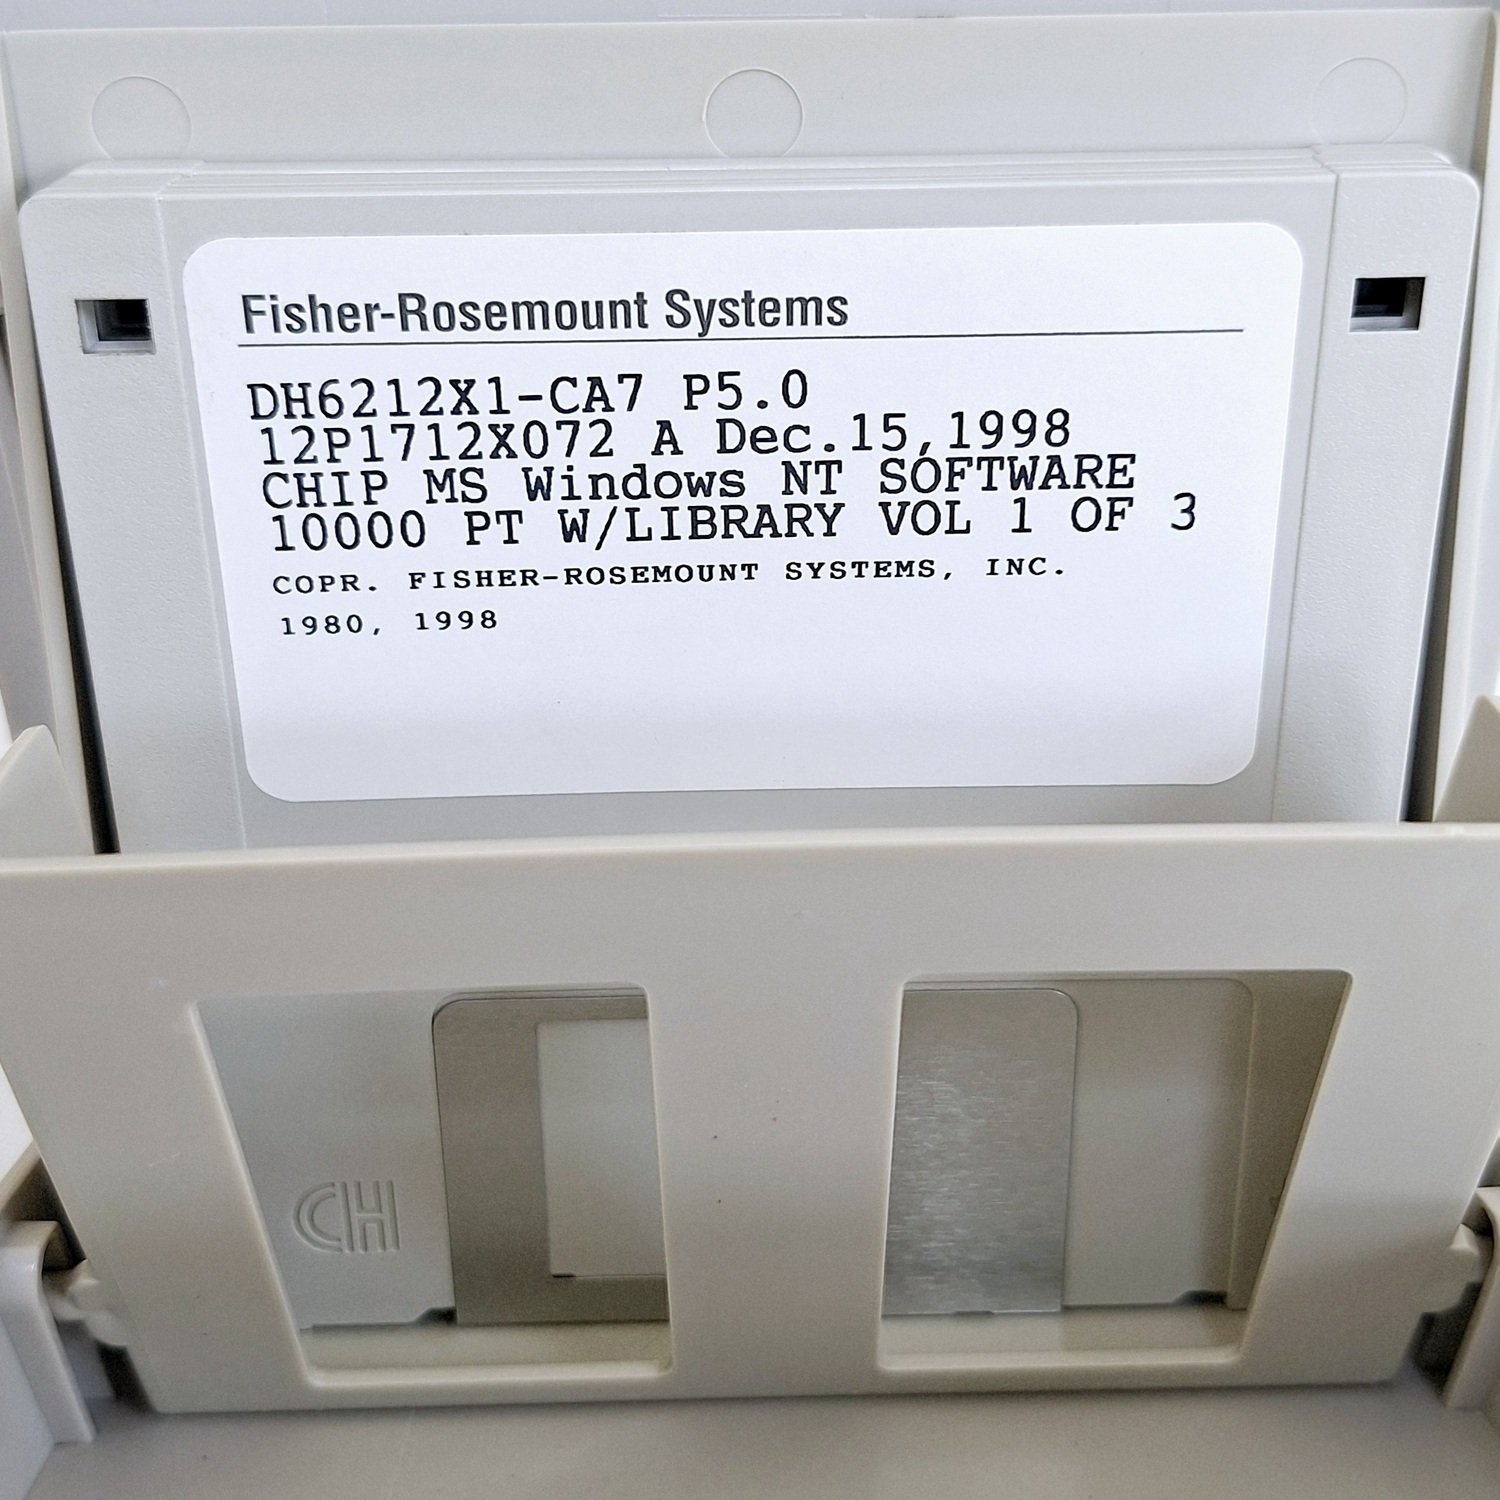 Fisher-Rosemount Systems
DH6212X1-CA7 P5.0
12P1712X072 A Dec.15,1998
CHIP MS Windows NT SOFTWARE
10000 PT W/LIBRARY VOL 1 OF 3
COPR. FISHER-ROSEMOUNT SYSTEMS, INC.
1980, 1998
CH